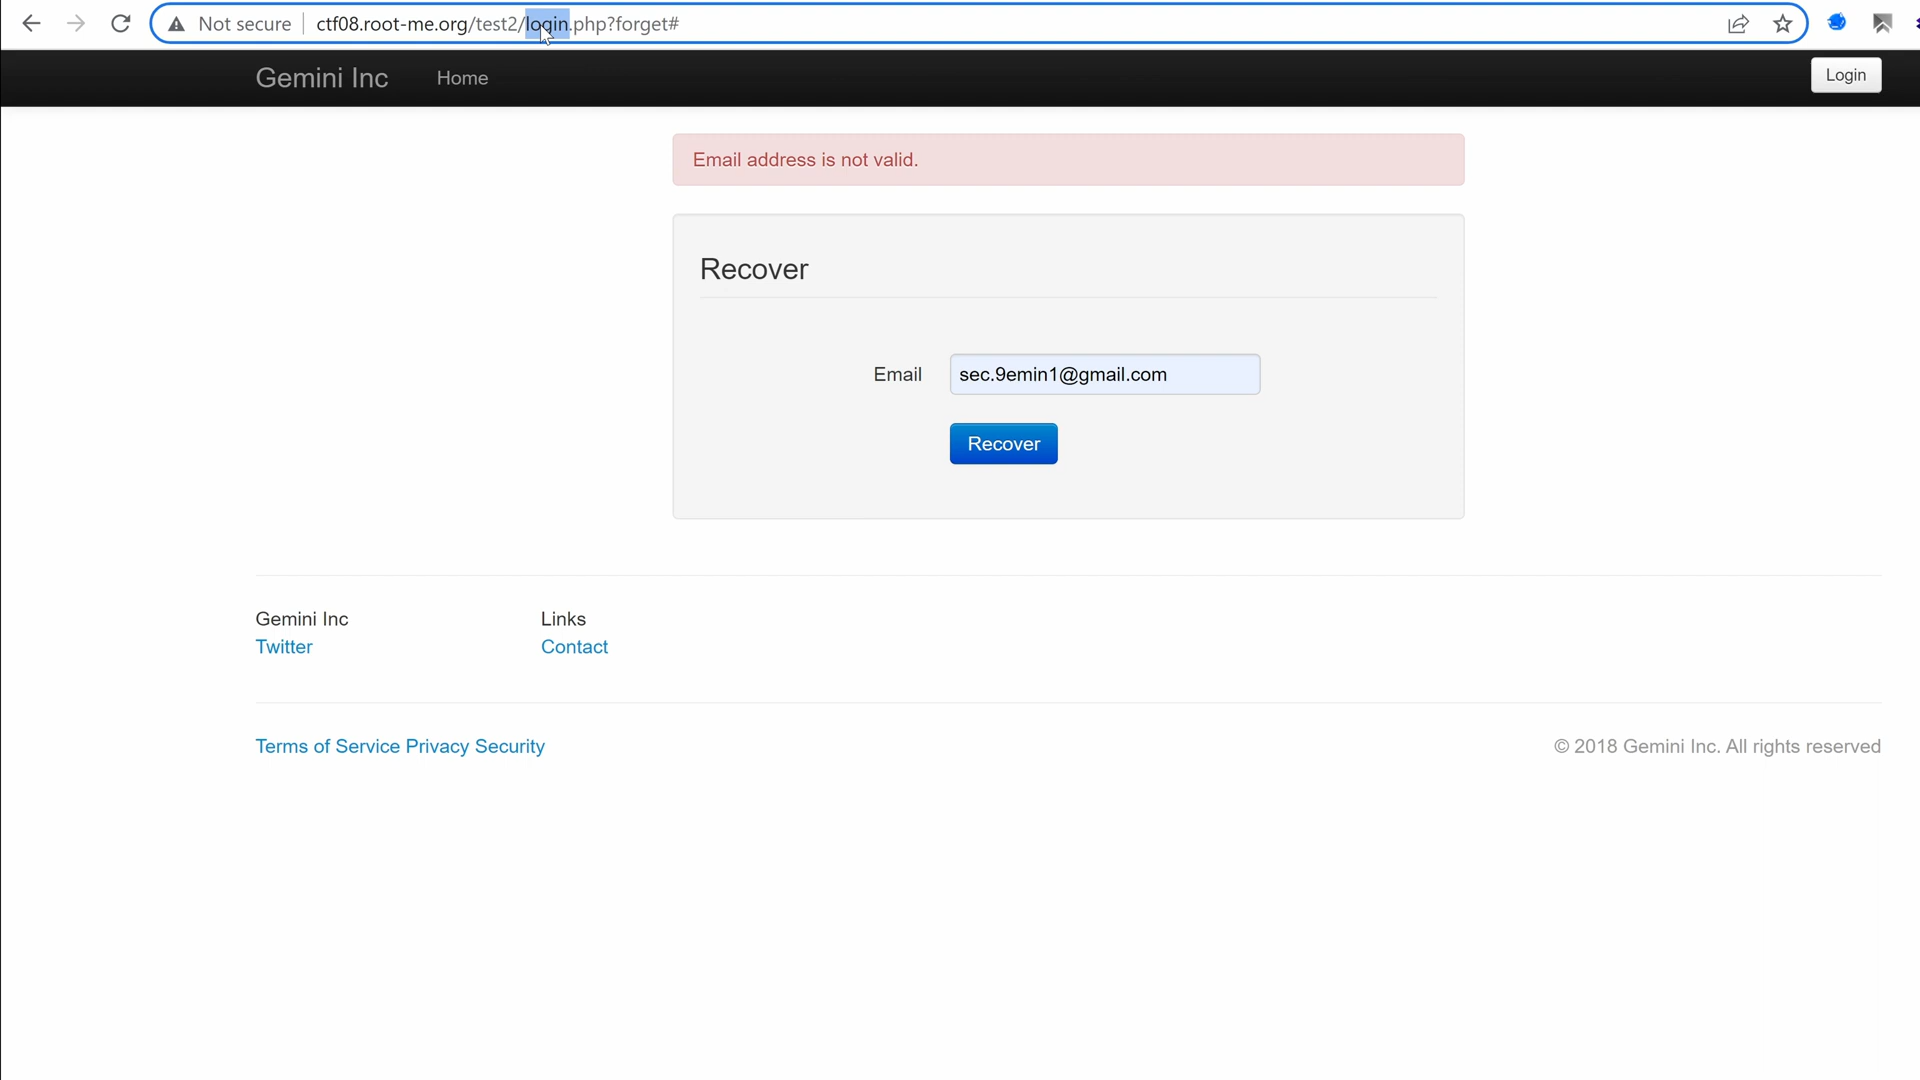 Not secure ctf08.root-me.org/test2/login.php?forget#
Gemini Inc Home Login
Email address is not valid.
Recover
Email sec.9emin1@gmail.com
Recover
Gemini Inc Links
Twitter Contact
Terms of Service Privacy Security © 2018 Gemini Inc. All rights reserved